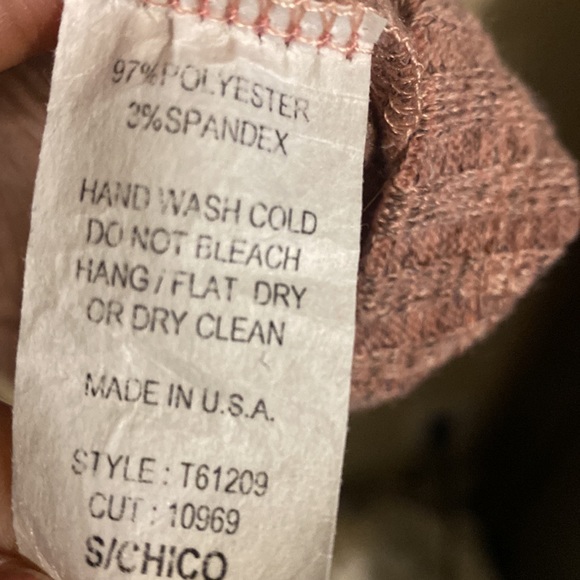 97%POLYESTER
3%SPANDEX
HAND WASH COLD
DO NOT BLEACH
HANG / FLAT DRY
OR DRY CLEAN
MADE IN U.S.A.
STYLE : T61209
CUT : 10969
S/CHICO